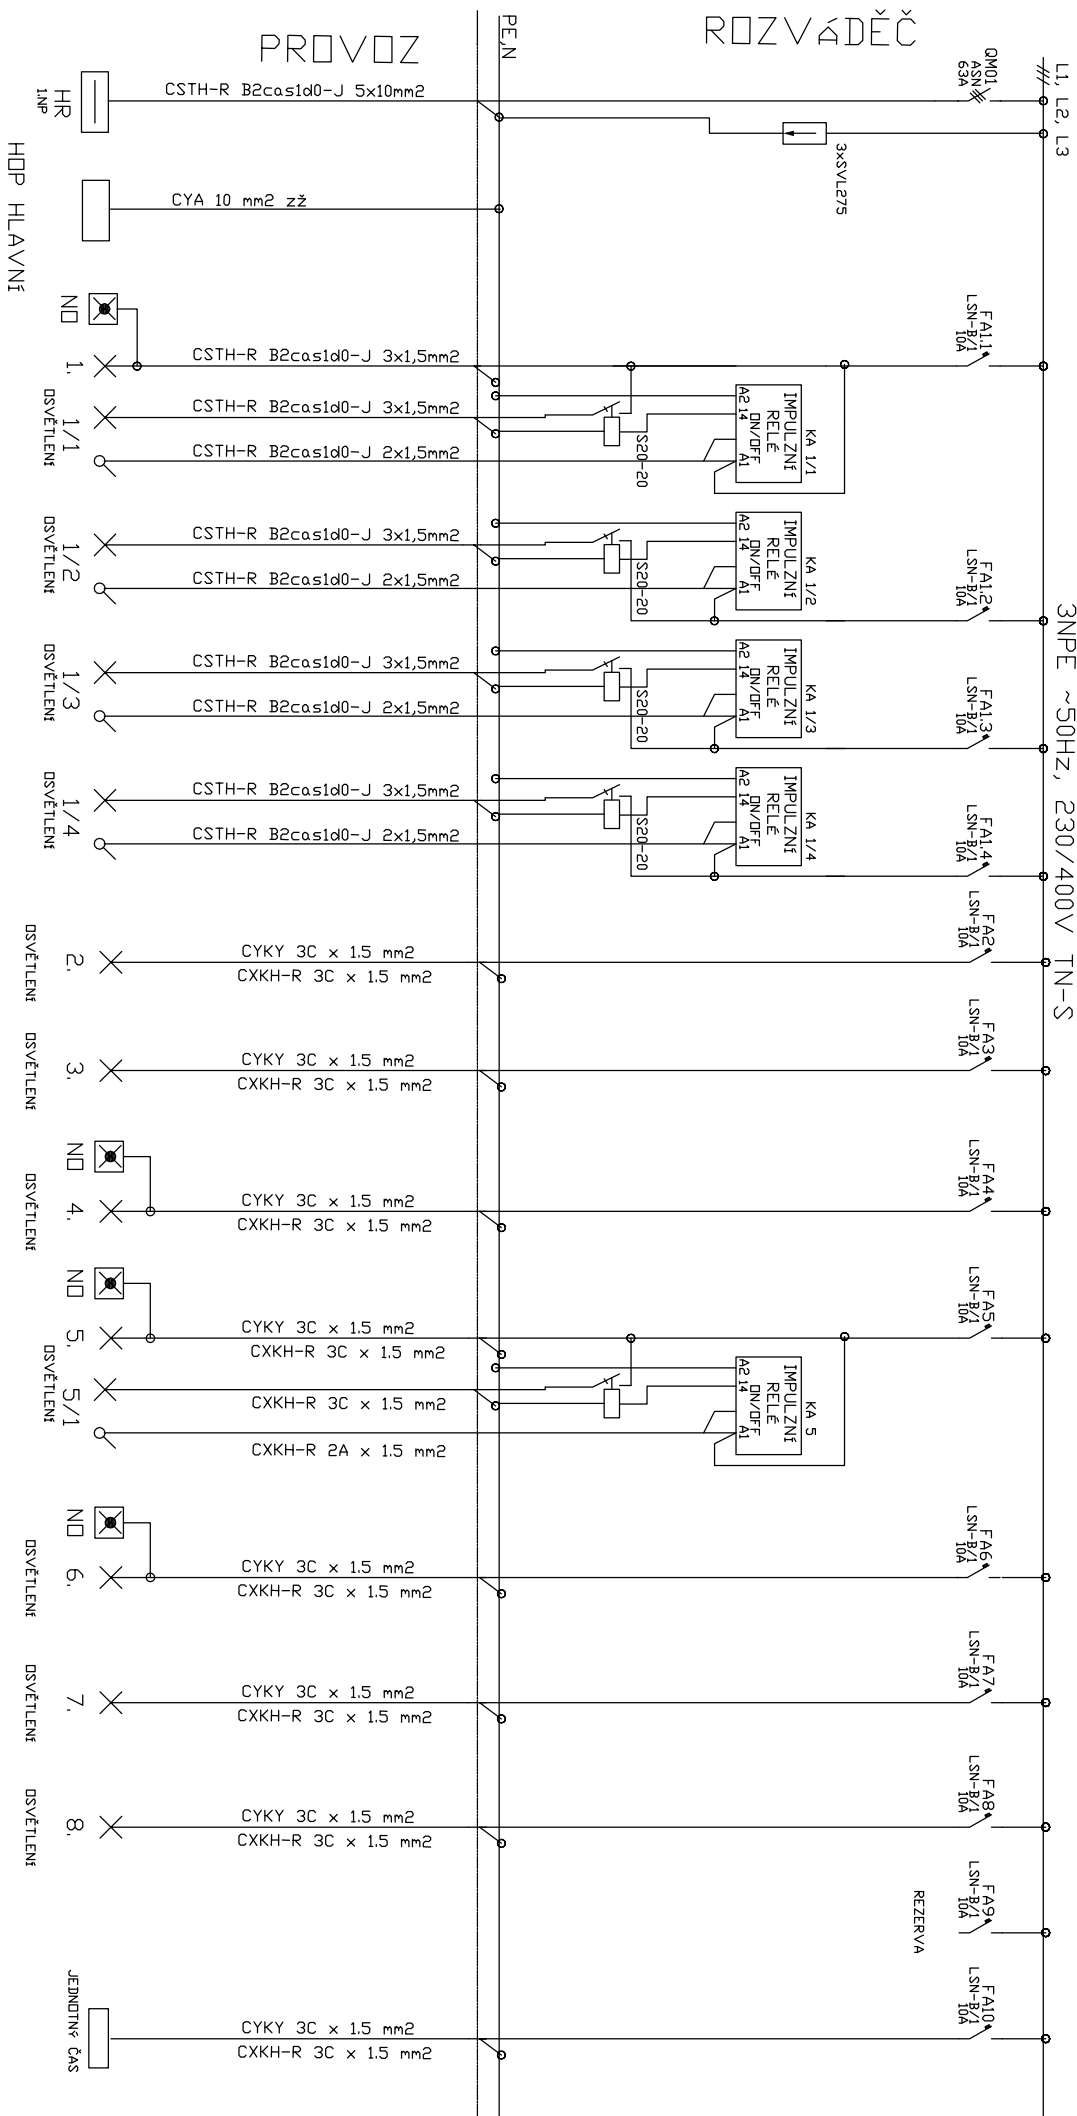 ROZVÁDĚČ
PROVOZ
PE,N
L1, L2, L3
3NPE ~50Hz, 230/400V TN-S
QM01
ASN
63A
CSTH-R B2cas1d0-J 5x10mm2
HR
1.NP
3xSVL275
CYA 10 mm2 zž
HOP HLAVNÍ
FA1.1
LSN-B/1
10A
NO
CSTH-R B2cas1d0-J 3x1,5mm2
1.
KA 1/1
IMPULZNÍ
RELÉ
ON/OFF
A2 14
A1
S20-20
CSTH-R B2cas1d0-J 3x1,5mm2
CSTH-R B2cas1d0-J 2x1,5mm2
1/1
OSVĚTLENÍ
FA1.2
LSN-B/1
10A
KA 1/2
IMPULZNÍ
RELÉ
ON/OFF
A2 14
A1
S20-20
CSTH-R B2cas1d0-J 3x1,5mm2
CSTH-R B2cas1d0-J 2x1,5mm2
1/2
OSVĚTLENÍ
FA1.3
LSN-B/1
10A
KA 1/3
IMPULZNÍ
RELÉ
ON/OFF
A2 14
A1
S20-20
CSTH-R B2cas1d0-J 3x1,5mm2
CSTH-R B2cas1d0-J 2x1,5mm2
1/3
OSVĚTLENÍ
FA1.4
LSN-B/1
10A
KA 1/4
IMPULZNÍ
RELÉ
ON/OFF
A2 14
A1
S20-20
CSTH-R B2cas1d0-J 3x1,5mm2
CSTH-R B2cas1d0-J 2x1,5mm2
1/4
OSVĚTLENÍ
FA2
LSN-B/1
10A
CYKY 3C x 1.5 mm2
CXKH-R 3C x 1.5 mm2
2.
OSVĚTLENÍ
FA3
LSN-B/1
10A
CYKY 3C x 1.5 mm2
CXKH-R 3C x 1.5 mm2
3.
OSVĚTLENÍ
FA4
LSN-B/1
10A
NO
CYKY 3C x 1.5 mm2
CXKH-R 3C x 1.5 mm2
4.
OSVĚTLENÍ
FA5
LSN-B/1
10A
NO
CYKY 3C x 1.5 mm2
CXKH-R 3C x 1.5 mm2
5.
KA 5
IMPULZNÍ
RELÉ
ON/OFF
A2 14
A1
CXKH-R 3C x 1.5 mm2
CXKH-R 2A x 1.5 mm2
5/1
OSVĚTLENÍ
FA6
LSN-B/1
10A
NO
CYKY 3C x 1.5 mm2
CXKH-R 3C x 1.5 mm2
6.
OSVĚTLENÍ
FA7
LSN-B/1
10A
CYKY 3C x 1.5 mm2
CXKH-R 3C x 1.5 mm2
7.
OSVĚTLENÍ
FA8
LSN-B/1
10A
CYKY 3C x 1.5 mm2
CXKH-R 3C x 1.5 mm2
8.
OSVĚTLENÍ
FA9
LSN-B/1
10A
REZERVA
FA10
LSN-B/1
10A
CYKY 3C x 1.5 mm2
CXKH-R 3C x 1.5 mm2
JEDNOTNÝ ČAS